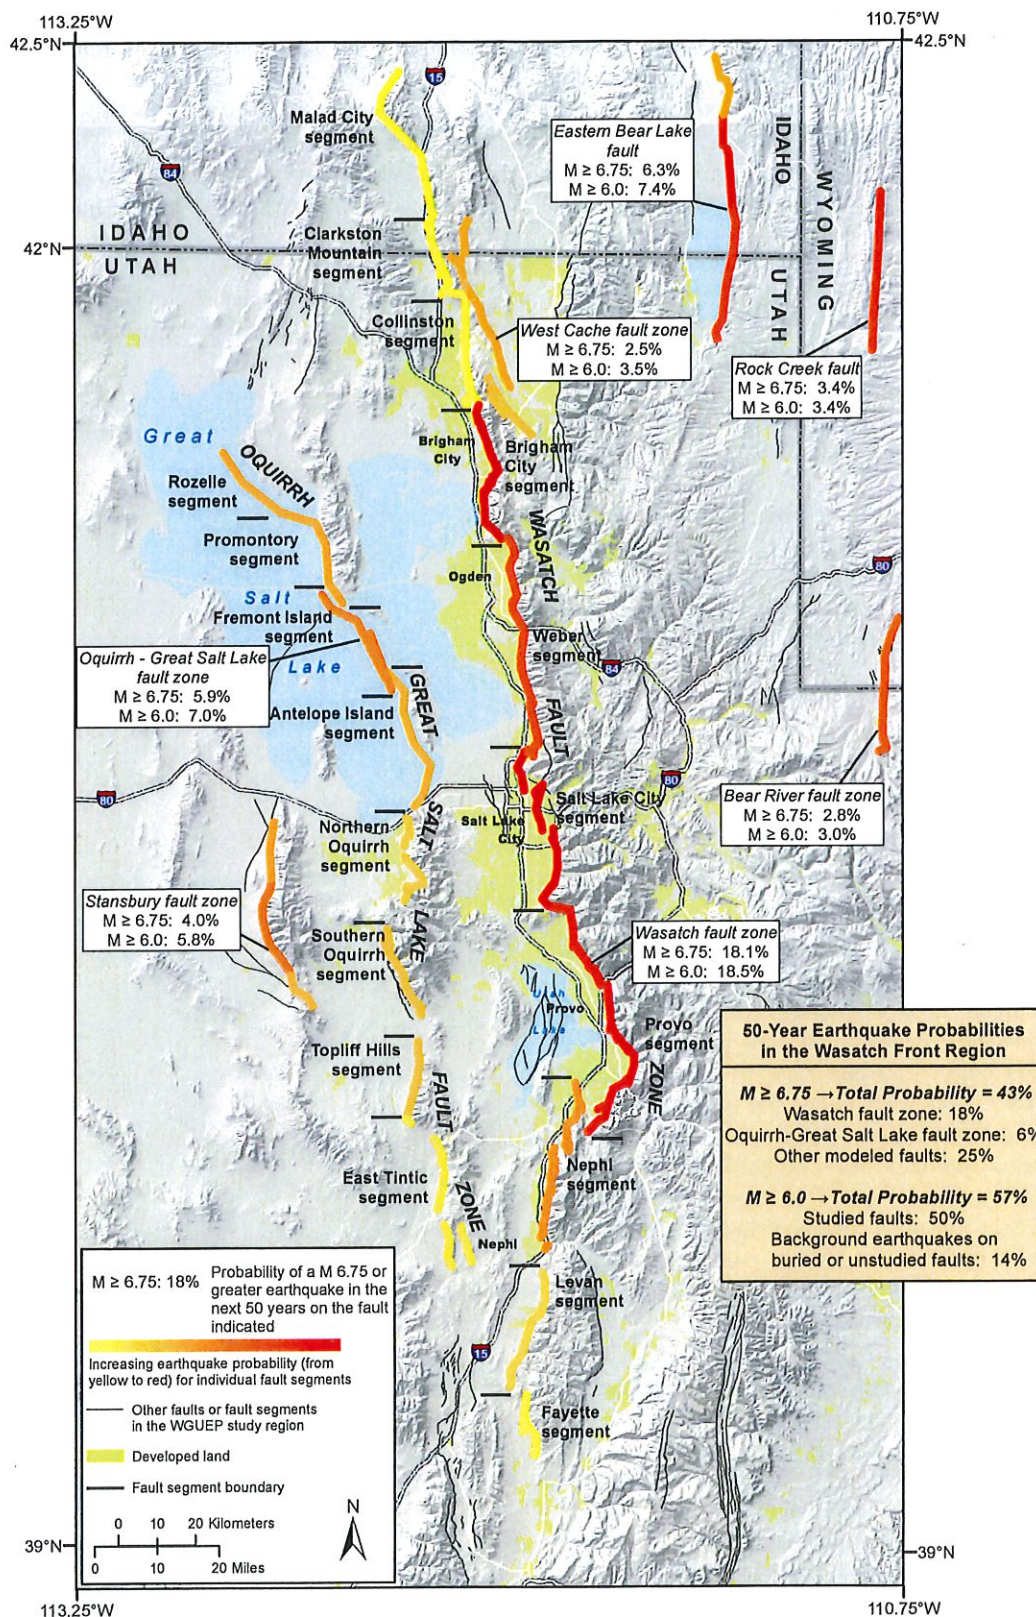 113.25°W
110.75°W
42.5°N
42.5°N
15
Malad City
segment
Eastern Bear Lake
fault
M ≥ 6.75: 6.3%
M ≥ 6.0: 7.4%
IDAHO
WYOMING
84
IDAHO
UTAH
42°N
Clarkston
Mountain
segment
UTAH
Collinston
segment
West Cache fault zone
M ≥ 6.75: 2.5%
M ≥ 6.0: 3.5%
Rock Creek fault
M ≥ 6.75: 3.4%
M ≥ 6.0: 3.4%
Great
Salt
Lake
OQUIRRH
Rozelle
segment
Brigham
City
Brigham
City
segment
Promontory
segment
WASATCH
Ogden
80
Fremont Island
segment
Weber
segment
84
Oquirrh - Great Salt Lake
fault zone
M ≥ 6.75: 5.9%
M ≥ 6.0: 7.0%
GREAT
Antelope Island
segment
FAULT
80
80
Bear River fault zone
M ≥ 6.75: 2.8%
M ≥ 6.0: 3.0%
Salt Lake City
segment
Salt Lake
City
Northern
Oquirrh
segment
SALT
Stansbury fault zone
M ≥ 6.75: 4.0%
M ≥ 6.0: 5.8%
LAKE
Southern
Oquirrh
segment
Wasatch fault zone
M ≥ 6.75: 18.1%
M ≥ 6.0: 18.5%
Utah
Provo
Lake
Provo
segment
ZONE
Topliff Hills
segment
FAULT
50-Year Earthquake Probabilities
in the Wasatch Front Region
M ≥ 6.75 → Total Probability = 43%
Wasatch fault zone: 18%
Oquirrh-Great Salt Lake fault zone: 6%
Other modeled faults: 25%
M ≥ 6.0 → Total Probability = 57%
Studied faults: 50%
Background earthquakes on
buried or unstudied faults: 14%
East Tintic
segment
ZONE
Nephi
segment
Nephi
Levan
segment
15
Fayette
segment
M ≥ 6.75: 18%
Probability of a M 6.75 or
greater earthquake in the
next 50 years on the fault
indicated
Increasing earthquake probability (from
yellow to red) for individual fault segments
Other faults or fault segments
in the WGUEP study region
Developed land
Fault segment boundary
N
0 10 20 Kilometers
0 10 20 Miles
39°N
39°N
113.25°W
110.75°W